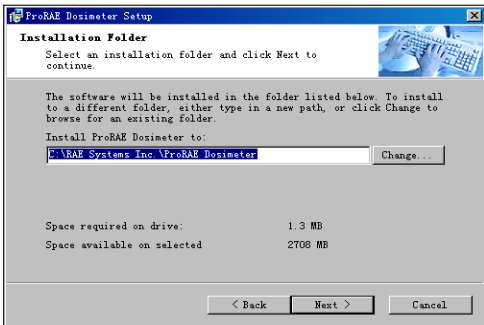 ProRAE Dosimeter Setup
Installation Folder
Select an installation folder and click Next to
continue.
The software will be installed in the folder listed below. To install
to a different folder, either type in a new path, or click Change to
browse for an existing folder.
Install ProRAE Dosimeter to:
C:\RAE Systems Inc.\ProRAE Dosimeter
Change...
Space required on drive: 1.3 MB
Space available on selected 2708 MB
< Back Next > Cancel